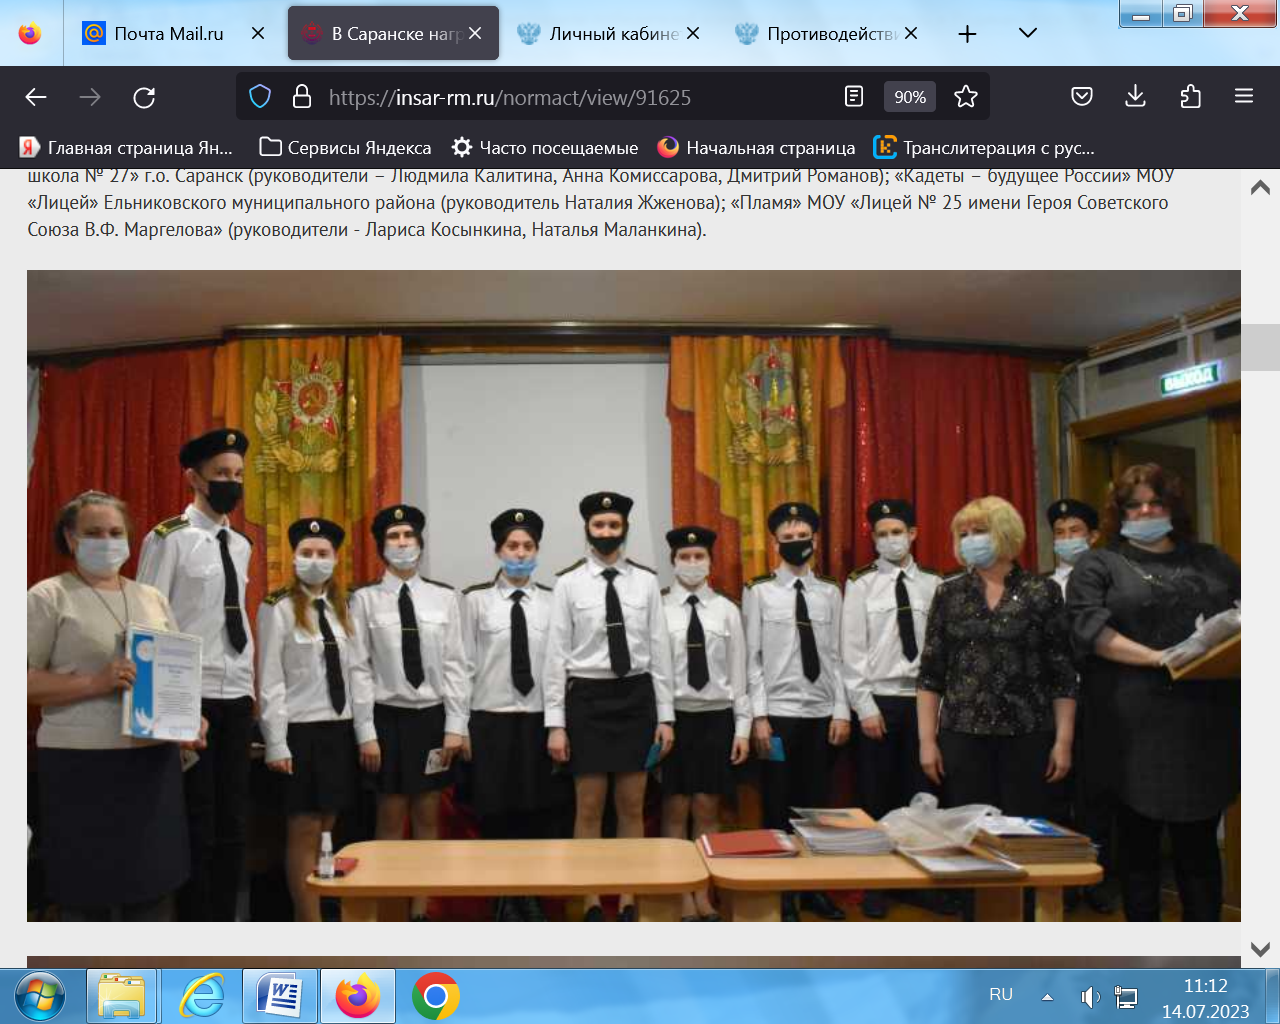 Почта Mail.ru
В Саранске нагр
Личный кабине
Противодействи
https://insar-rm.ru/normact/view/91625
90%
Главная страница Ян...
Сервисы Яндекса
Часто посещаемые
Начальная страница
Транслитерация с рус...
школа № 27» г.о. Саранск (руководители – Людмила Калитина, Анна Комиссарова, Дмитрий Романов); «Кадеты – будущее России» МОУ
«Лицей» Ельниковского муниципального района (руководитель Наталия Жженова); «Пламя» МОУ «Лицей № 25 имени Героя Советского
Союза В.Ф. Маргелова» (руководители - Лариса Косынкина, Наталья Маланкина).
ВЫХОД
RU
11:12
14.07.2023